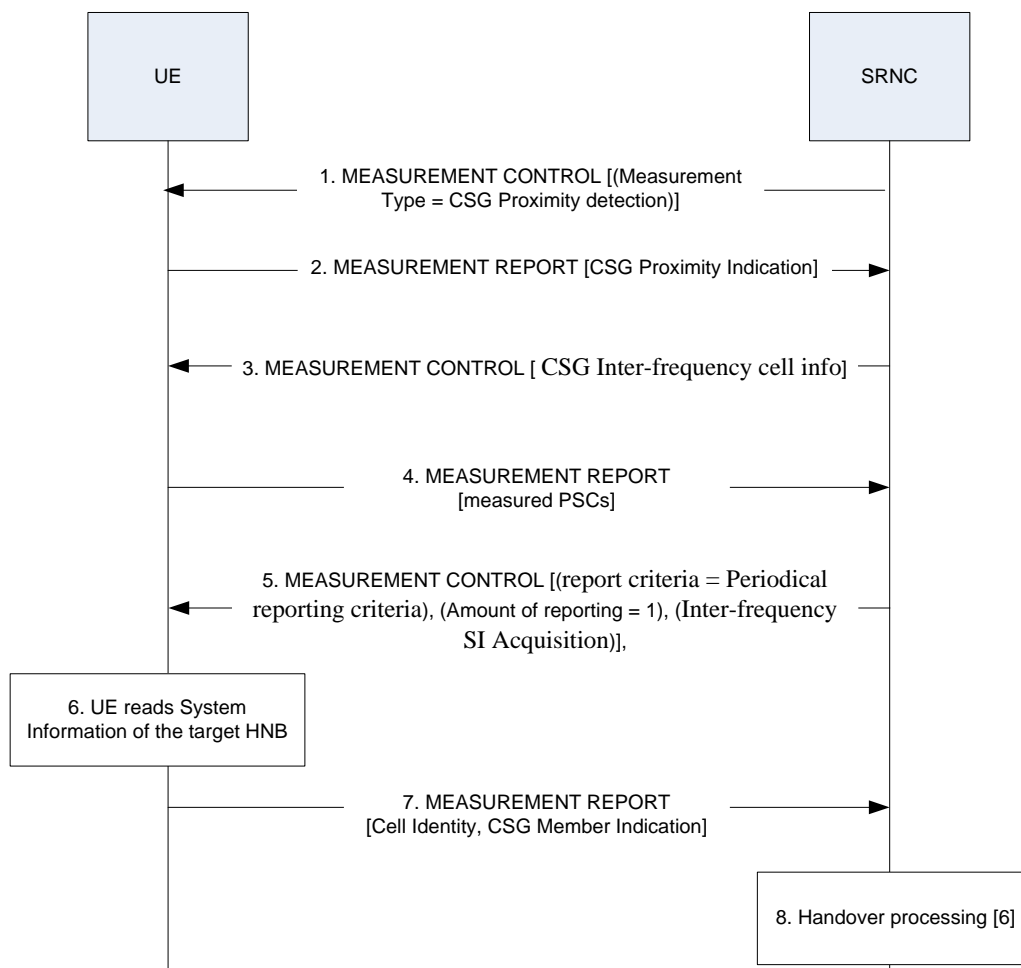 UE
SRNC
1. MEASUREMENT CONTROL [(Measurement
Type = CSG Proximity detection)]
2. MEASUREMENT REPORT [CSG Proximity Indication]
3. MEASUREMENT CONTROL [ CSG Inter-frequency cell info]
4. MEASUREMENT REPORT
[measured PSCs]
5. MEASUREMENT CONTROL [(report criteria = Periodical
reporting criteria), (Amount of reporting = 1), (Inter-frequency
SI Acquisition)],
6. UE reads System
Information of the target HNB
7. MEASUREMENT REPORT
[Cell Identity, CSG Member Indication]
8. Handover processing [6]